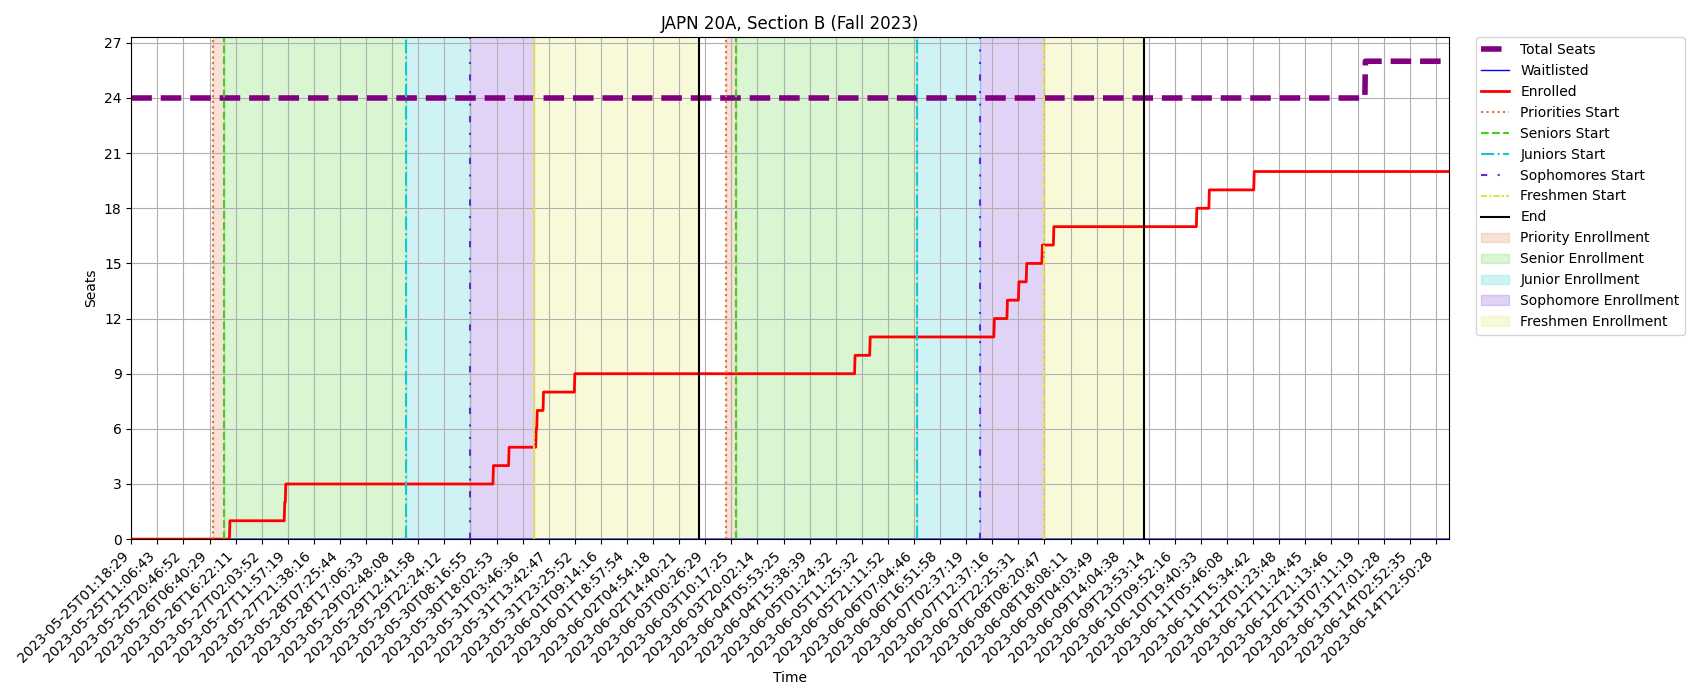 JAPN 20A, Section B (Fall 2023)
27
24
21
18
15
12
9
6
3
0
Seats
2023-05-25T01:18:29
2023-05-25T11:06:43
2023-05-25T20:46:52
2023-05-26T06:40:29
2023-05-26T16:22:11
2023-05-27T02:03:52
2023-05-27T11:57:19
2023-05-27T21:38:16
2023-05-28T07:25:44
2023-05-28T17:06:33
2023-05-29T02:48:08
2023-05-29T12:41:58
2023-05-29T22:24:12
2023-05-30T08:16:55
2023-05-30T18:02:53
2023-05-31T03:46:36
2023-05-31T13:42:47
2023-05-31T23:25:52
2023-06-01T09:14:16
2023-06-01T18:57:54
2023-06-02T04:54:18
2023-06-02T14:40:21
2023-06-03T00:26:29
2023-06-03T10:17:25
2023-06-03T20:02:14
2023-06-04T05:53:25
2023-06-04T15:38:39
2023-06-05T01:24:32
2023-06-05T11:25:32
2023-06-05T21:11:52
2023-06-06T07:04:46
2023-06-06T16:51:58
2023-06-07T02:37:19
2023-06-07T12:37:16
2023-06-07T22:25:31
2023-06-08T08:20:47
2023-06-08T18:08:11
2023-06-09T04:03:49
2023-06-09T14:04:38
2023-06-09T23:53:14
2023-06-10T09:52:16
2023-06-10T19:40:33
2023-06-11T05:46:08
2023-06-11T15:34:42
2023-06-12T01:23:48
2023-06-12T11:24:45
2023-06-12T21:13:46
2023-06-13T07:11:19
2023-06-13T17:01:28
2023-06-14T02:52:35
2023-06-14T12:50:28
Time
Total Seats
Waitlisted
Enrolled
Priorities Start
Seniors Start
Juniors Start
Sophomores Start
Freshmen Start
End
Priority Enrollment
Senior Enrollment
Junior Enrollment
Sophomore Enrollment
Freshmen Enrollment